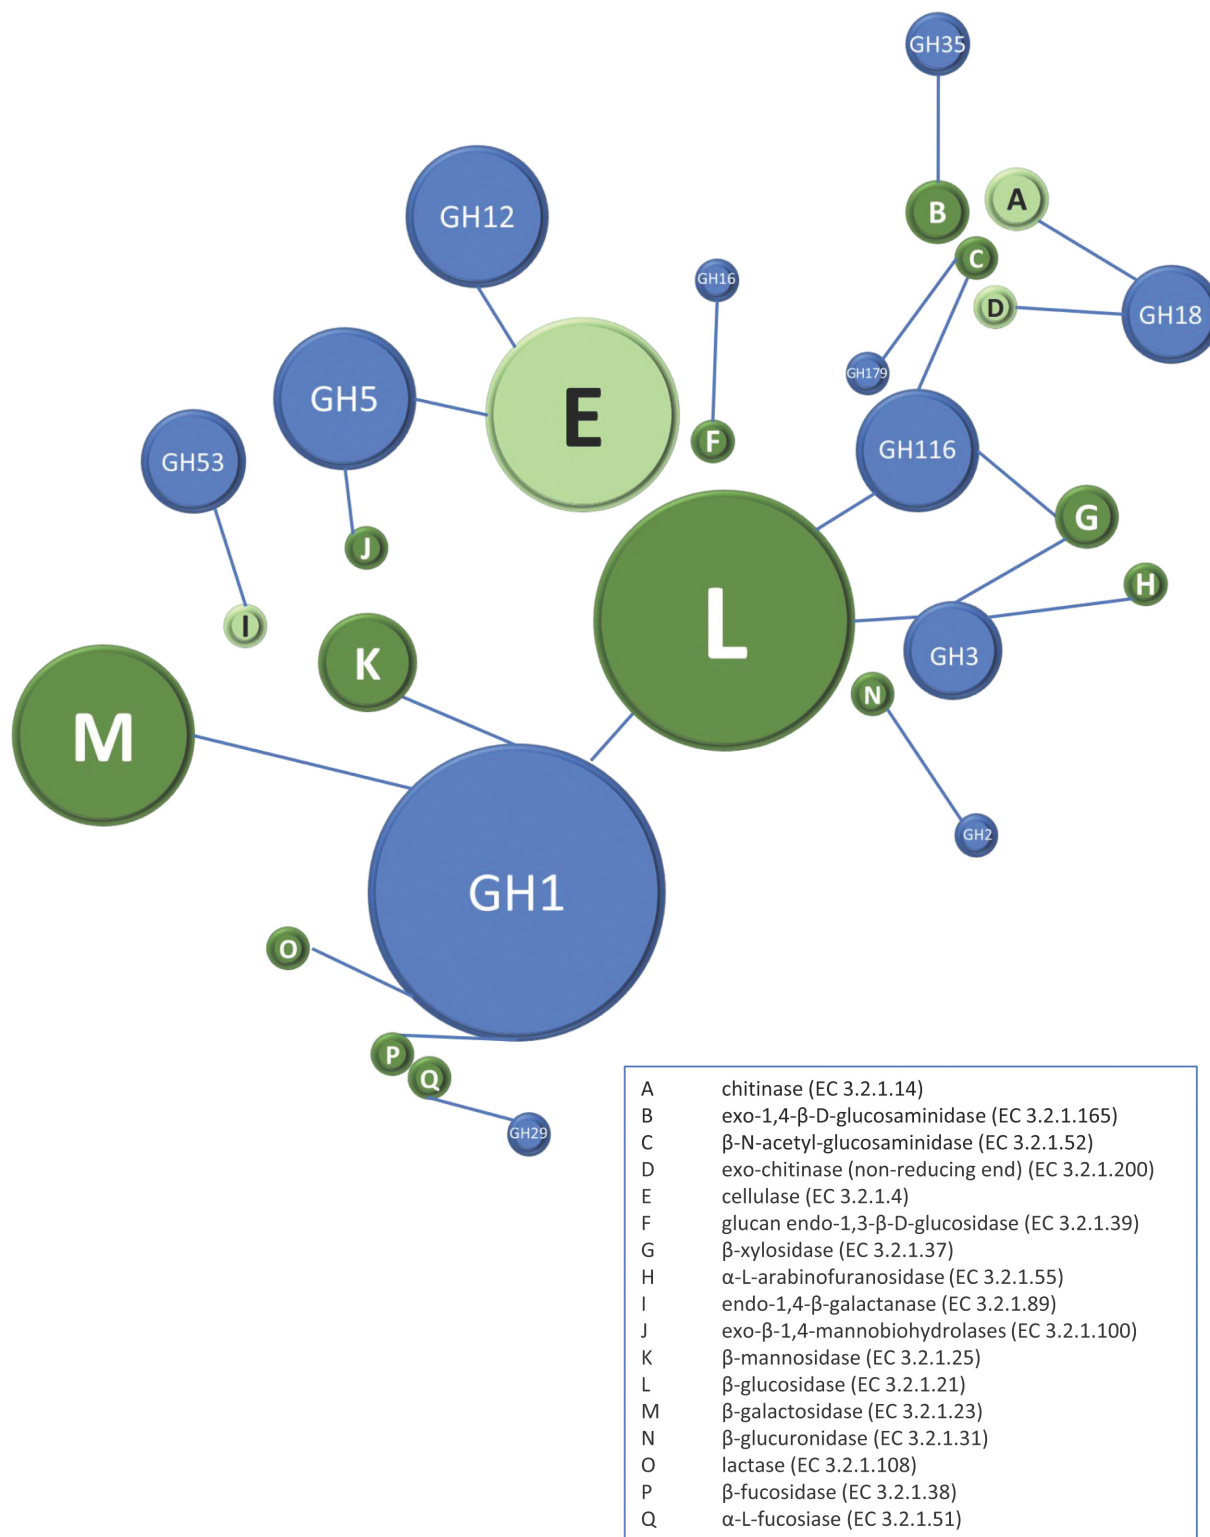 GH35
A
B
GH12
C
GH16
D
GH18
GH179
GH5
E
F
GH116
GH53
G
J
H
I
L
K
GH3
N
M
GH2
GH1
O
P
Q
GH29
A chitinase (EC 3.2.1.14)
B exo-1,4-β-D-glucosaminidase (EC 3.2.1.165)
C β-N-acetyl-glucosaminidase (EC 3.2.1.52)
D exo-chitinase (non-reducing end) (EC 3.2.1.200)
E cellulase (EC 3.2.1.4)
F glucan endo-1,3-β-D-glucosidase (EC 3.2.1.39)
G β-xylosidase (EC 3.2.1.37)
H α-L-arabinofuranosidase (EC 3.2.1.55)
I endo-1,4-β-galactanase (EC 3.2.1.89)
J exo-β-1,4-mannobiohydrolases (EC 3.2.1.100)
K β-mannosidase (EC 3.2.1.25)
L β-glucosidase (EC 3.2.1.21)
M β-galactosidase (EC 3.2.1.23)
N β-glucuronidase (EC 3.2.1.31)
O lactase (EC 3.2.1.108)
P β-fucosidase (EC 3.2.1.38)
Q α-L-fucosiase (EC 3.2.1.51)